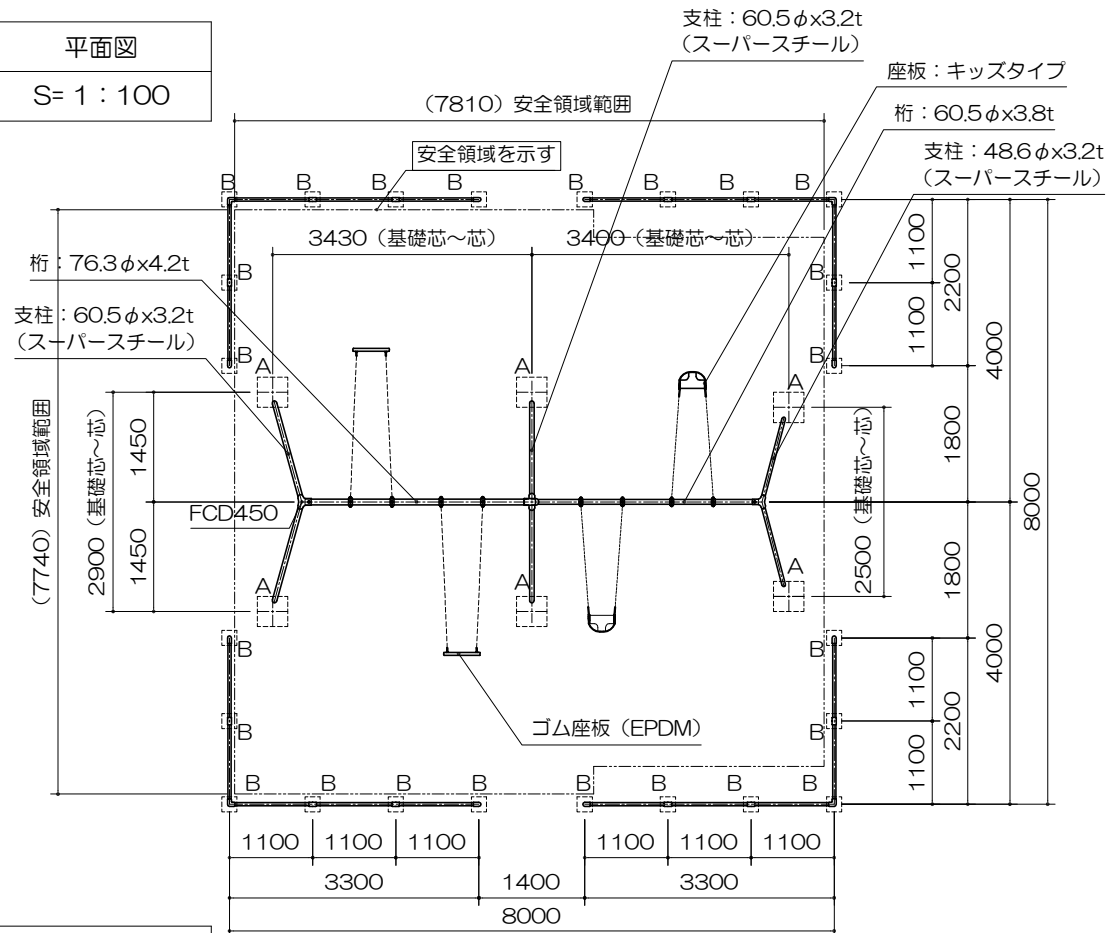 平面図
S= 1：100
支柱：60.5φx3.2t
（スーパースチール）
座板：キッズタイプ
（7810）安全領域範囲
桁：60.5φx3.8t
安全領域を示す
支柱：48.6φx3.2t
（スーパースチール）
B B B B B B B B
3430（基礎芯～芯）
3400（基礎芯～芯）
桁：76.3φx4.2t
支柱：60.5φx3.2t
（スーパースチール）
B
B
B
B
A
A
A
1100
1100
2200
4000
1800
8000
（7740）安全領域範囲
2900（基礎芯～芯）
1450
1450
FCD450
2500（基礎芯～芯）
A
A
A
1800
4000
1100
1100
2200
B
B
B
B
ゴム座板（EPDM）
B B B B B B B B
1100 1100 1100 1100 1100 1100
3300 1400 3300
8000